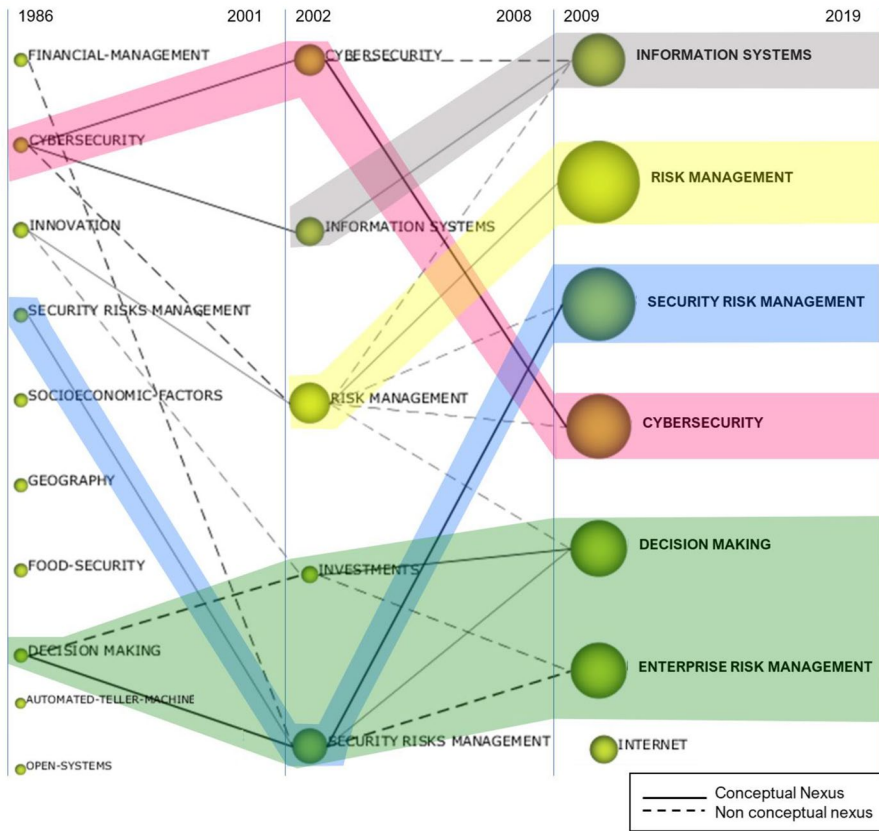 1986 2001 2002 2008 2009 2019
FINANCIAL-MANAGEMENT
CYBERSECURITY
INNOVATION
SECURITY RISKS MANAGEMENT
SOCIOECONOMIC-FACTORS
GEOGRAPHY
FOOD-SECURITY
DECISION MAKING
AUTOMATED-TELLER-MACHINE
OPEN-SYSTEMS
CYBERSECURITY
INFORMATION SYSTEMS
RISK MANAGEMENT
INVESTMENTS
SECURITY RISKS MANAGEMENT
INFORMATION SYSTEMS
RISK MANAGEMENT
SECURITY RISK MANAGEMENT
CYBERSECURITY
DECISION MAKING
ENTERPRISE RISK MANAGEMENT
INTERNET
Conceptual Nexus
Non conceptual nexus